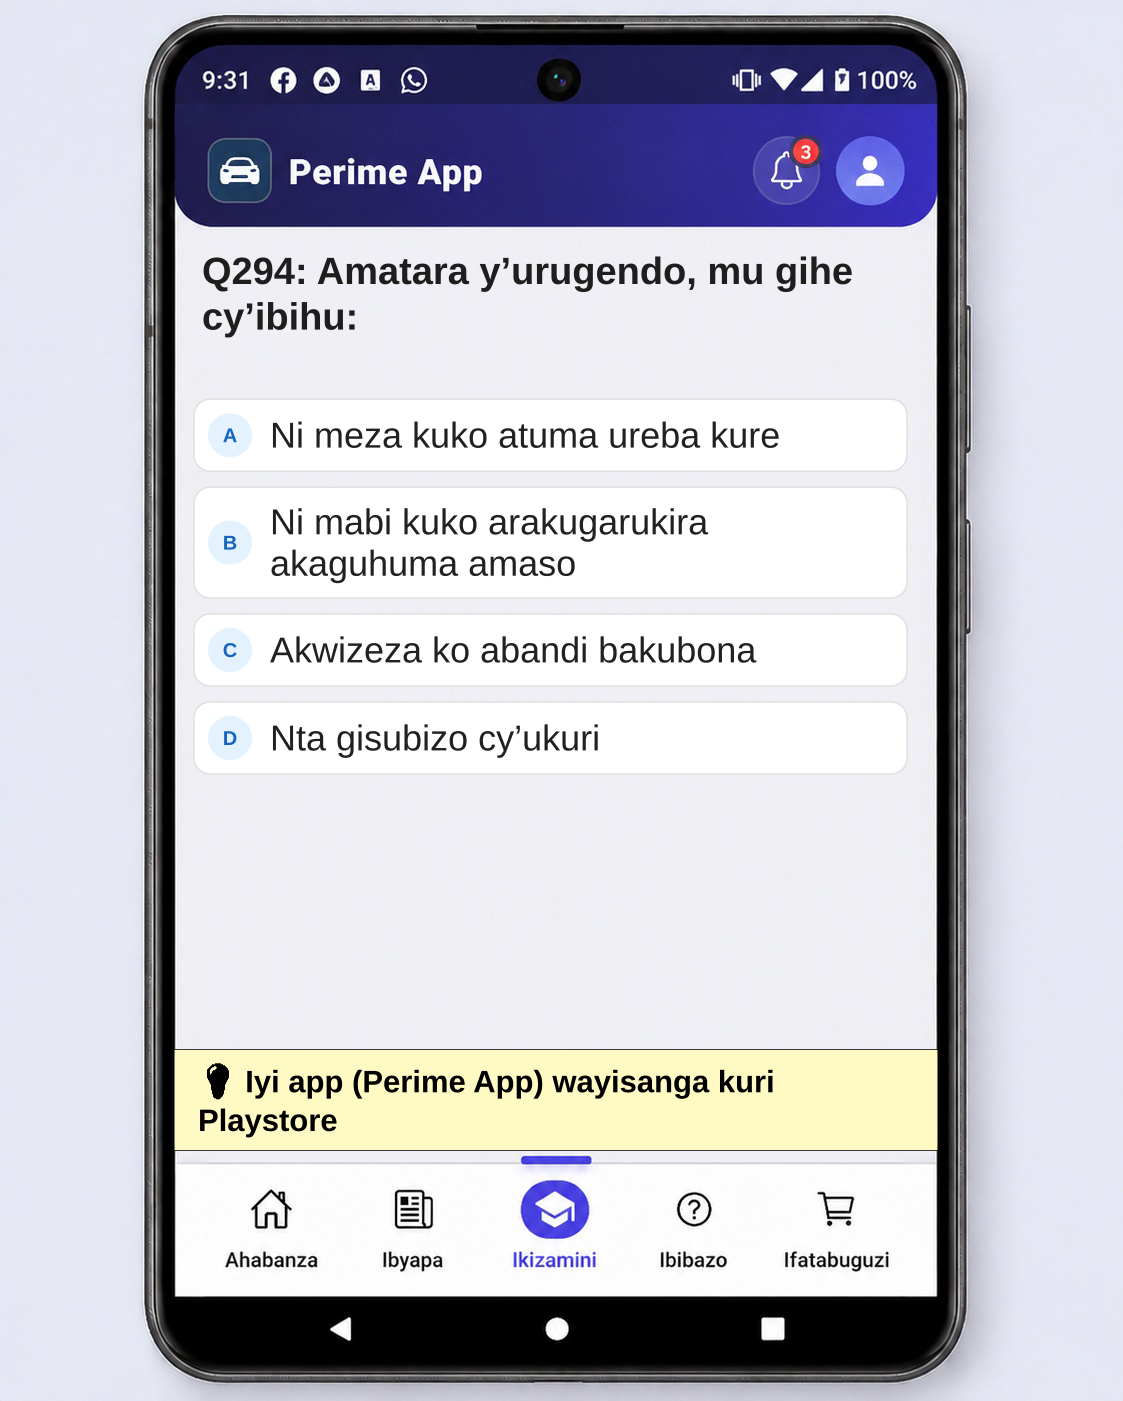 9:31
A
100%
Perime App
3
Q294: Amatara y’urugendo, mu gihe
cy’ibihu:
A Ni meza kuko atuma ureba kure
B Ni mabi kuko arakugarukira
akaguhuma amaso
C Akwizeza ko abandi bakubona
D Nta gisubizo cy’ukuri
Iyi app (Perime App) wayisanga kuri
Playstore
Ahabanza Ibyapa Ikizamini Ibibazo Ifatabuguzi